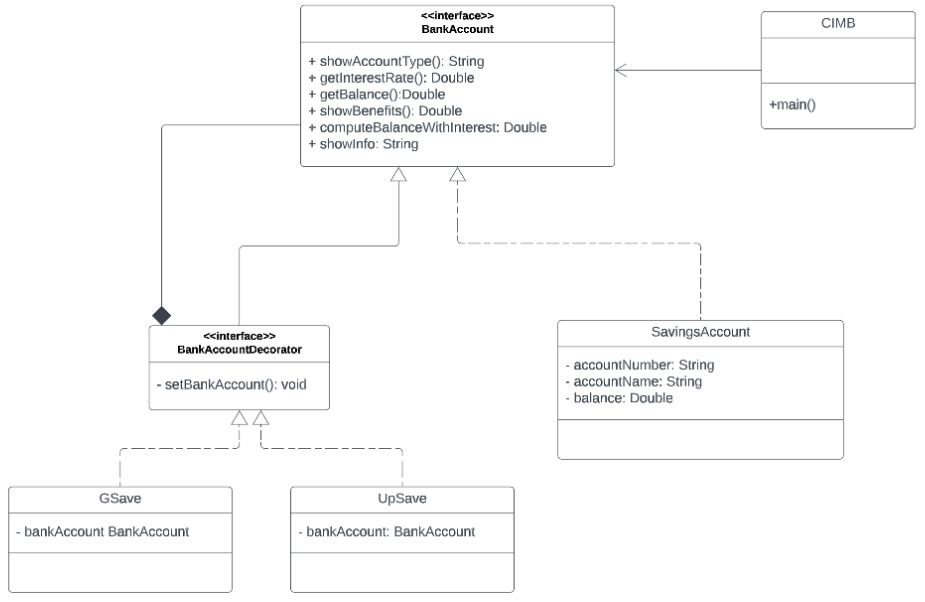 <<interface>>
BankAccount
+ showAccountType(): String
+ getInterestRate(): Double
+ getBalance():Double
+ showBenefits(): Double
+ computeBalanceWithInterest: Double
+ showInfo: String
CIMB
+main()
<<interface>>
BankAccountDecorator
- setBankAccount(): void
SavingsAccount
- accountNumber: String
- accountName: String
- balance: Double
GSave
- bankAccount BankAccount
UpSave
- bankAccount: BankAccount